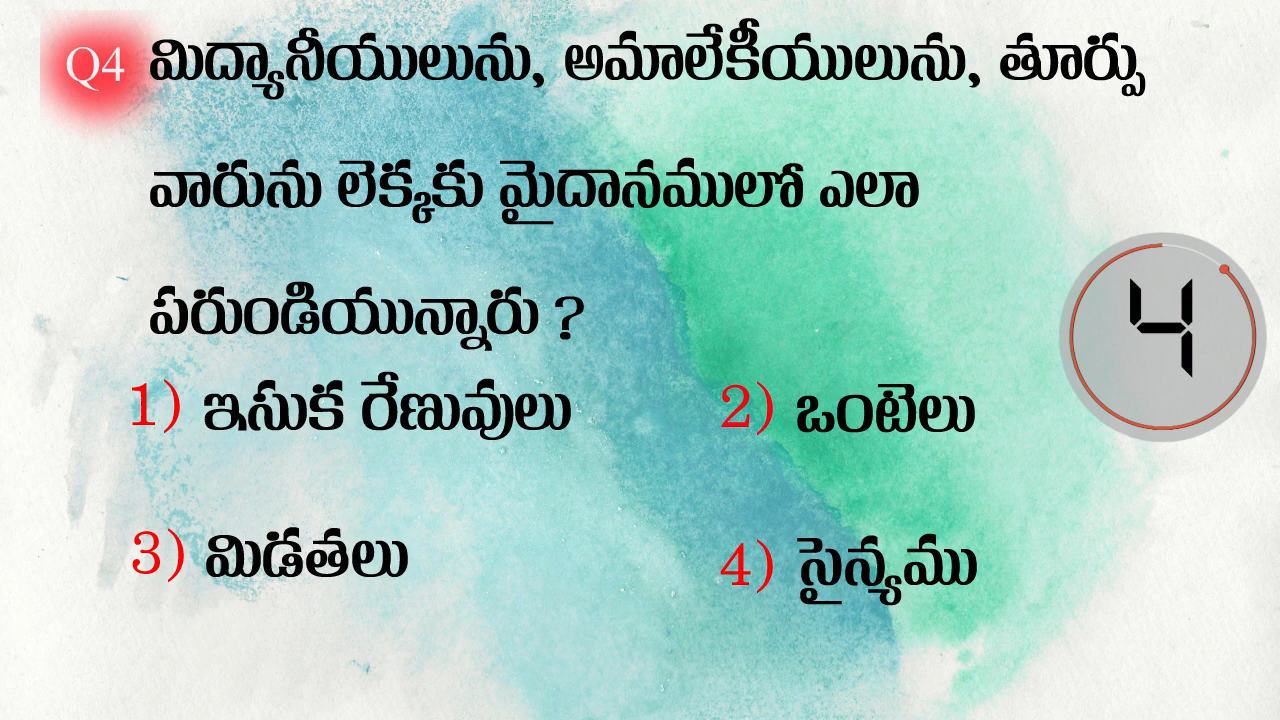 Q4 మిద్యానీయులును, అమాలేకీయులును, తూర్పు
వారును లెక్కకు మైదానములో ఎలా
పరుండియున్నారు ?
1) ఇసుక రేణువులు 2) ఒంటెలు
4
3) మిడతలు 4) సైన్యము